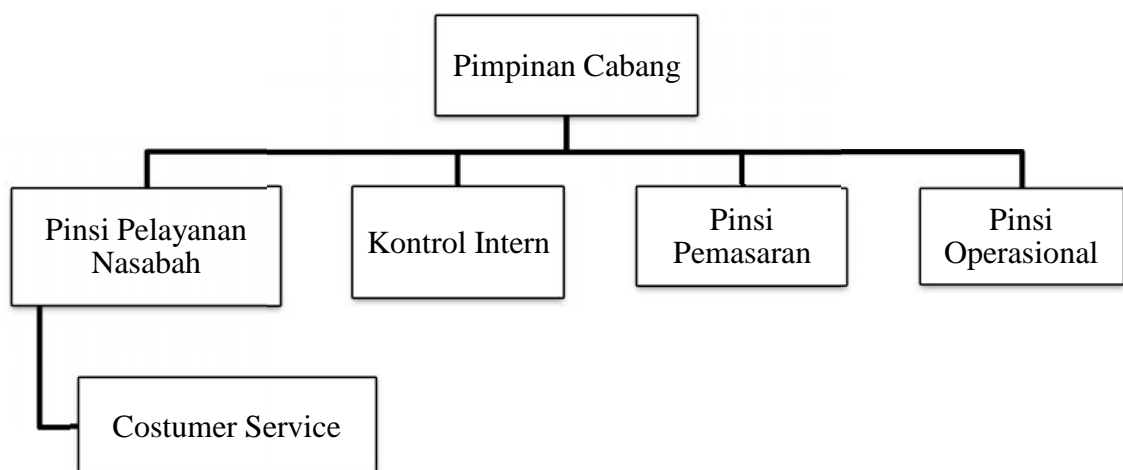 Pimpinan Cabang
Pinsi Pelayanan
Nasabah
Kontrol Intern
Pinsi
Pemasaran
Pinsi
Operasional
Costumer Service